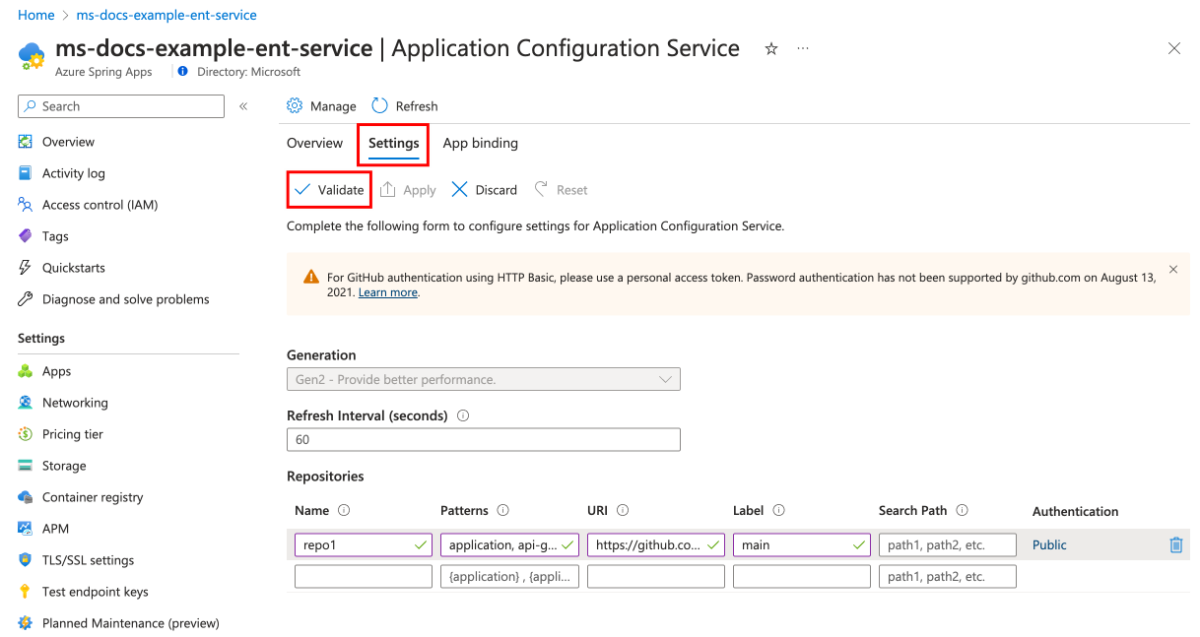 Home > ms-docs-example-ent-service
ms-docs-example-ent-service | Application Configuration Service ☆ ···
Azure Spring Apps Directory: Microsoft
Search «
Overview
Activity log
Access control (IAM)
Tags
Quickstarts
Diagnose and solve problems
Settings
Apps
Networking
Pricing tier
Storage
Container registry
APM
TLS/SSL settings
Test endpoint keys
Planned Maintenance (preview)
Manage Refresh
Overview Settings App binding
Validate Apply Discard Reset
Complete the following form to configure settings for Application Configuration Service.
For GitHub authentication using HTTP Basic, please use a personal access token. Password authentication has not been supported by github.com on August 13,
2021. Learn more.
Generation
Gen2 - Provide better performance.
Refresh Interval (seconds)
60
Repositories
Name Patterns URI Label Search Path Authentication
repo1 application, api-g... https://github.co... main path1, path2, etc. Public
{application} , {appli... path1, path2, etc.